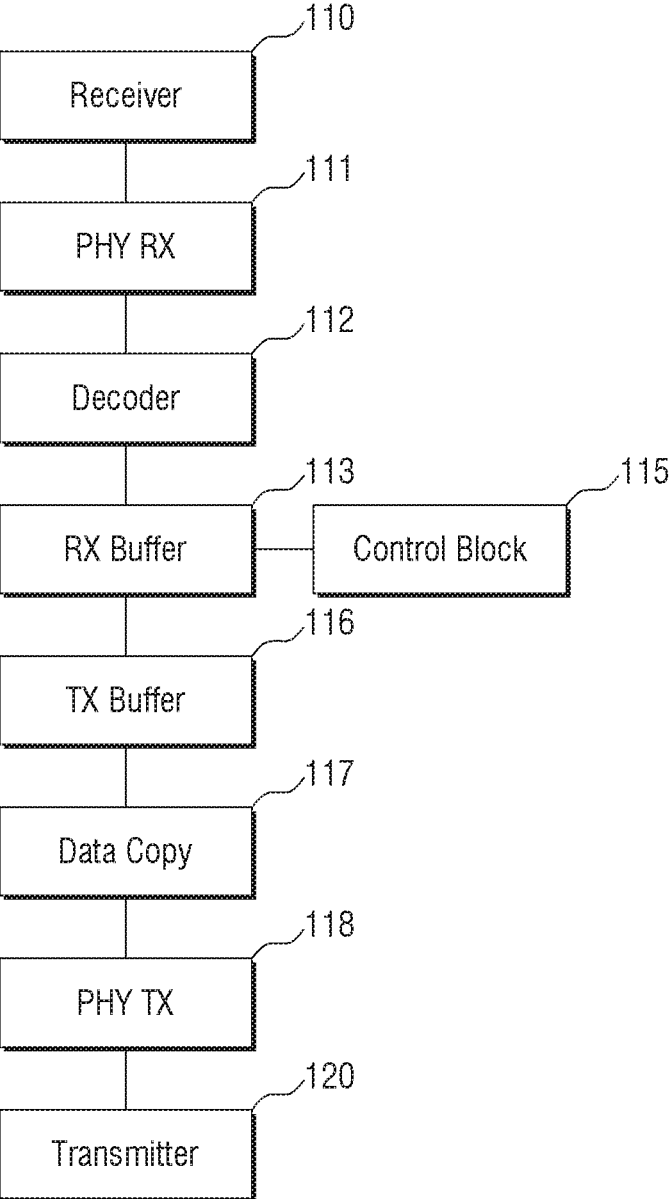 110
Receiver
111
PHY RX
112
Decoder
113
RX Buffer
115
Control Block
116
TX Buffer
117
Data Copy
118
PHY TX
120
Transmitter